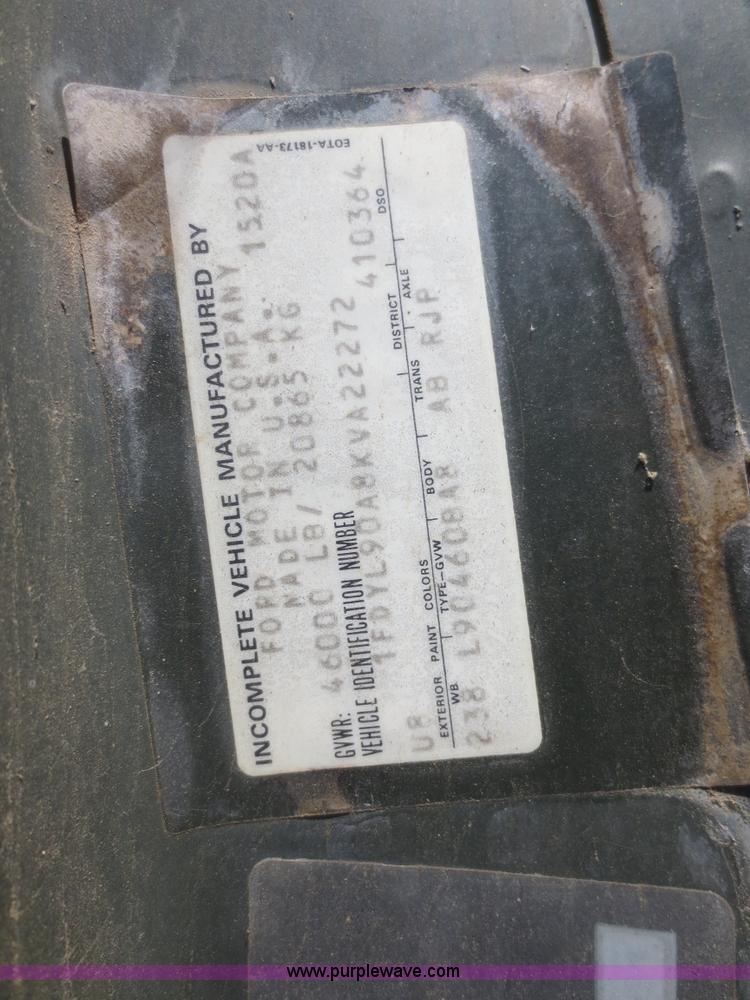 INCOMPLETE VEHICLE MANUFACTURED BY
FORD MOTOR COMPANY 1520A
MADE IN U.S.A.
GVWR: 46000 LB/ 20865 KG
VEHICLE IDENTIFICATION NUMBER
1FDYL90A8KVA22272 410364
EOTA-18173-AA
U8
EXTERIOR PAINT COLORS DISTRICT DSO
WB TYPE-GVW BODY TRANS AXLE
238 L904608A8 AB RJP
www.purplewave.com